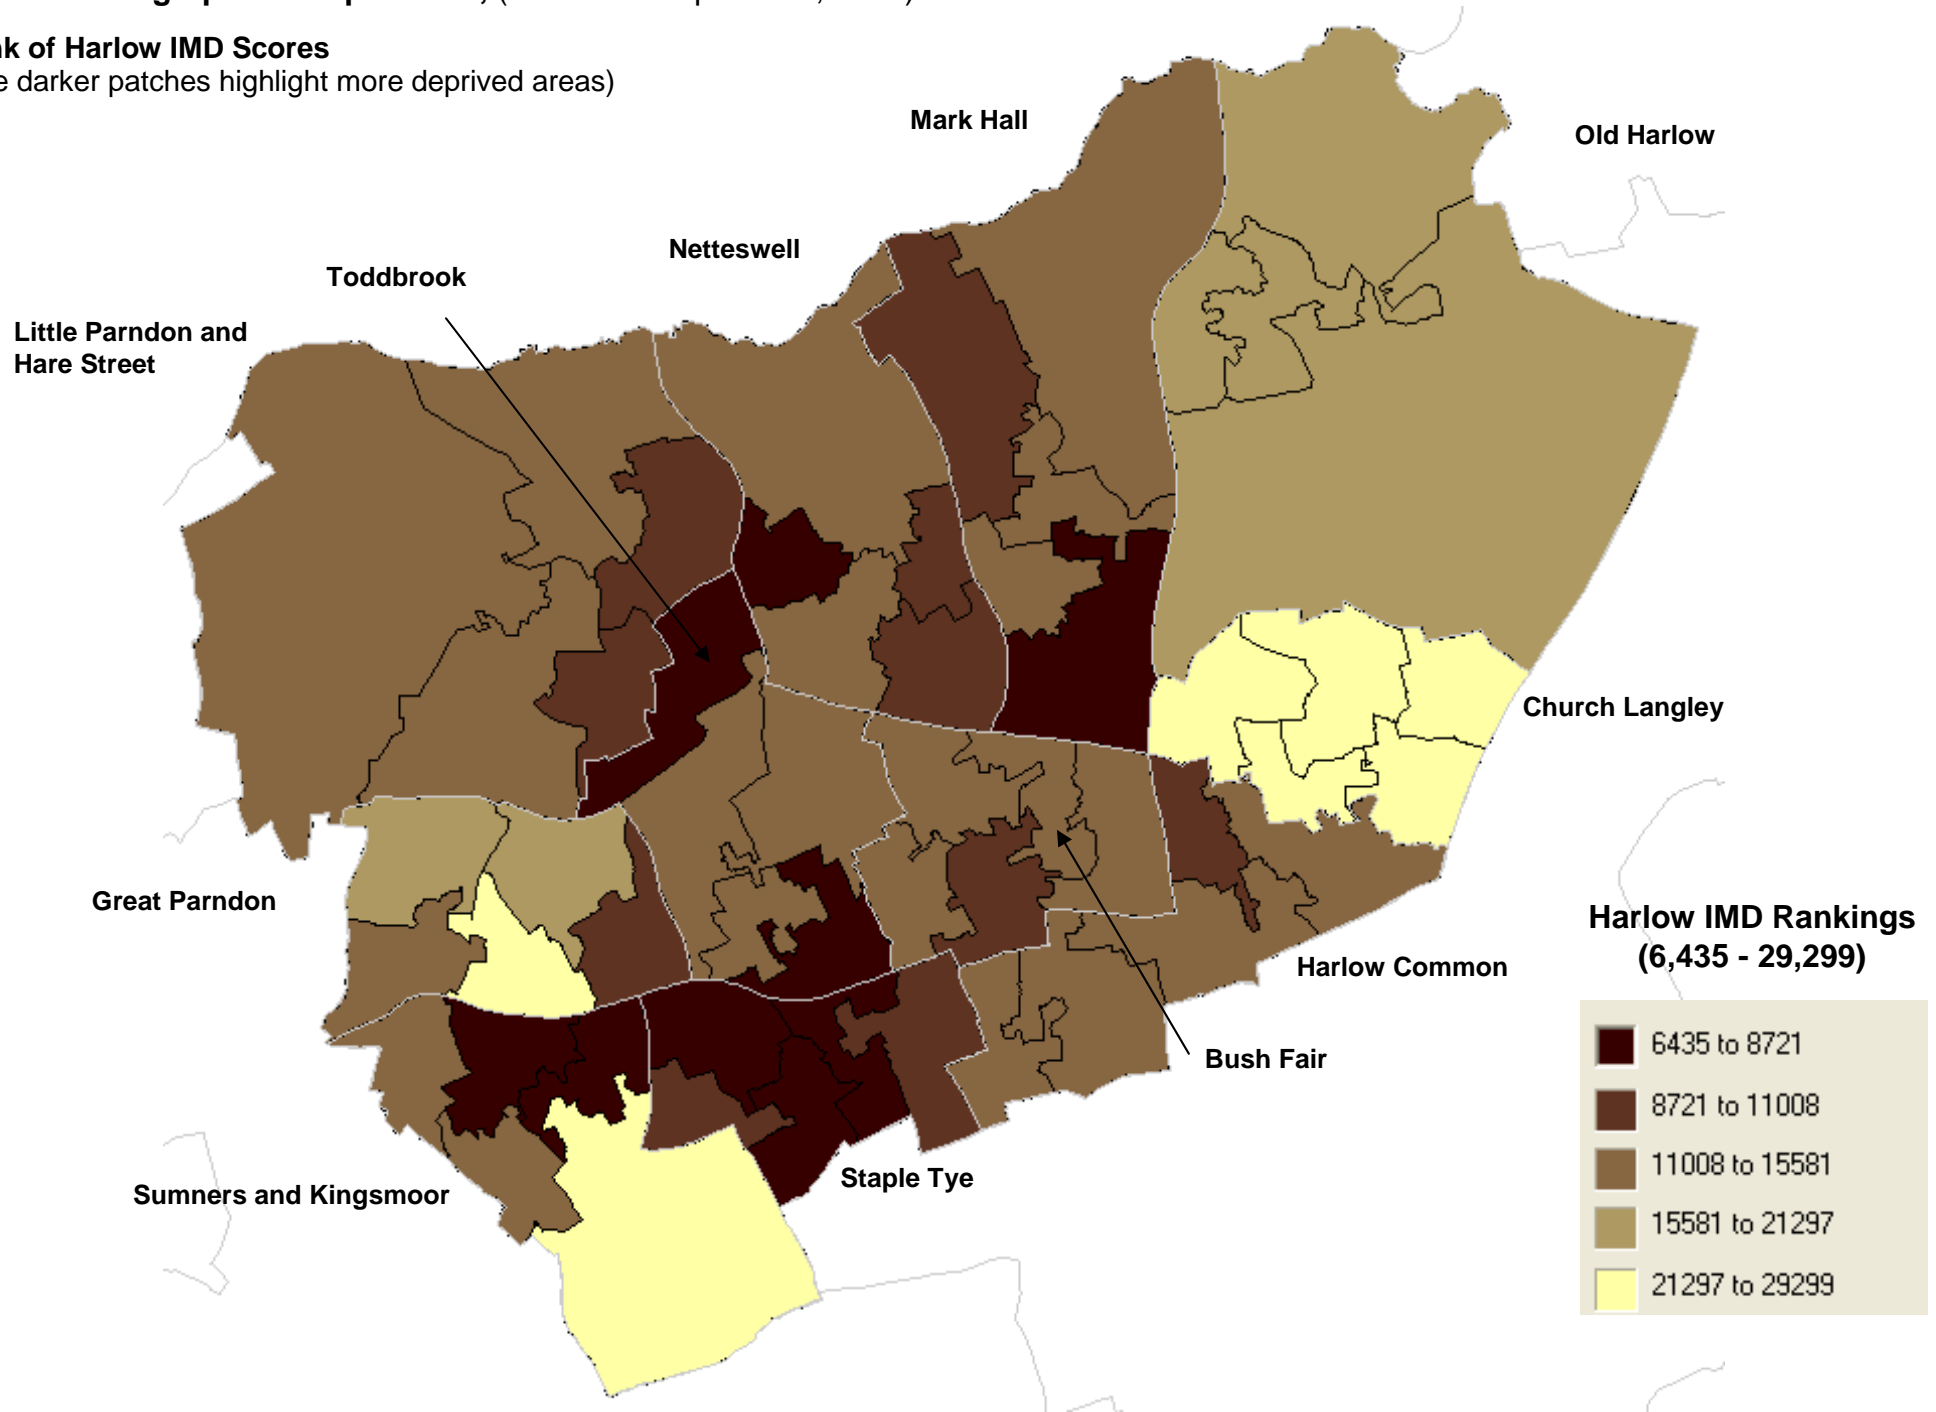 nk of Harlow IMD Scores
e darker patches highlight more deprived areas)
Mark Hall
Old Harlow
Netteswell
Toddbrook
Little Parndon and
Hare Street
Church Langley
Great Parndon
Harlow IMD Rankings
(6,435 - 29,299)
Harlow Common
6435 to 8721
Bush Fair
8721 to 11008
11008 to 15581
Staple Tye
Sumners and Kingsmoor
15581 to 21297
21297 to 29299